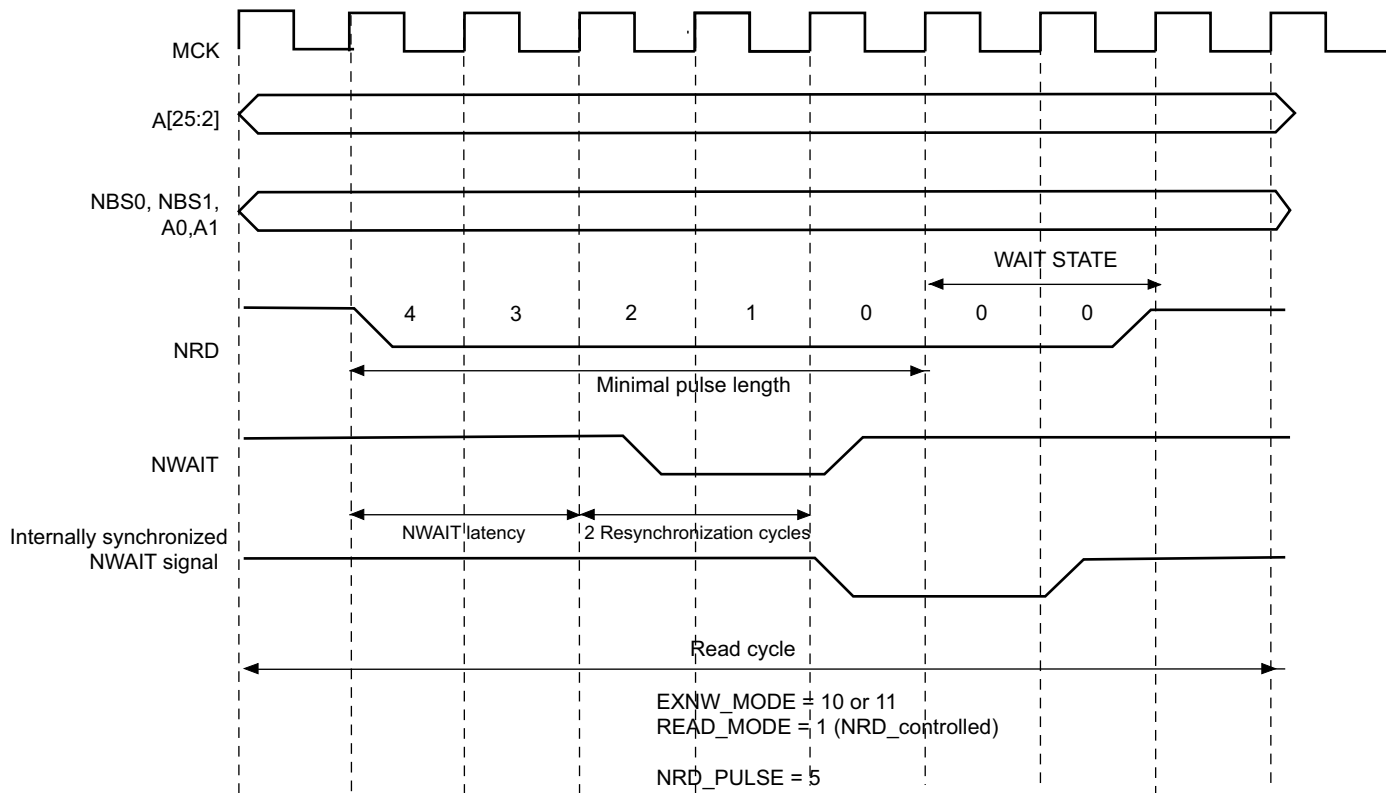 MCK
A[25:2]
NBS0, NBS1,
A0,A1
WAIT STATE
4 3 2 1 0 0 0
NRD
Minimal pulse length
NWAIT
NWAIT latency
2 Resynchronization cycles
Internally synchronized
NWAIT signal
Read cycle
EXNW_MODE = 10 or 11
READ_MODE = 1 (NRD_controlled)
NRD_PULSE = 5